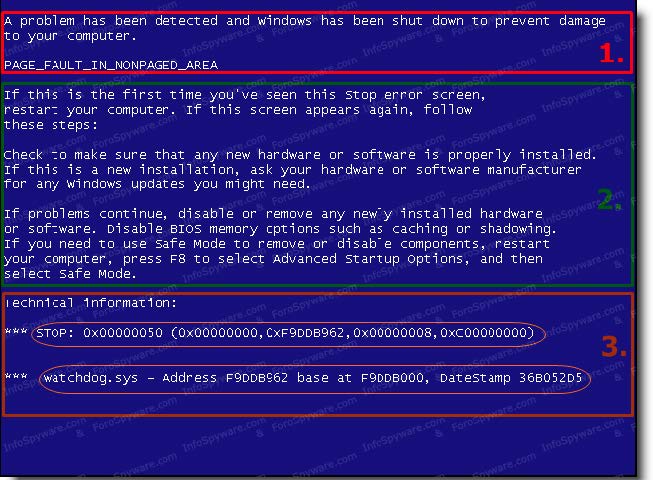 A problem has been detected and Windows has been shut down to prevent damage
to your computer.
1.
PAGE_FAULT_IN_NONPAGED_AREA
If this is the first time you've seen this Stop error screen,
restart your computer. If this screen appears again, follow
these steps:
Check to make sure that any new hardware or software is properly installed.
If this is a new installation, ask your hardware or software manufacturer
for any Windows updates you might need.
2.
If problems continue, disable or remove any newly installed hardware
or software. Disable BIOS memory options such as caching or shadowing.
If you need to use Safe Mode to remove or disable components, restart
your computer, press F8 to select Advanced Startup Options, and then
select Safe Mode.
Technical information:
*** STOP: 0x00000050 (0x00000000,0xF9DDB962,0x00000008,0xC0000000)
3.
*** watchdog.sys – Address F9DDB962 base at F9DDB000, DateStamp 36B052D5
InfoSpyware.com & ForoSpyware.com